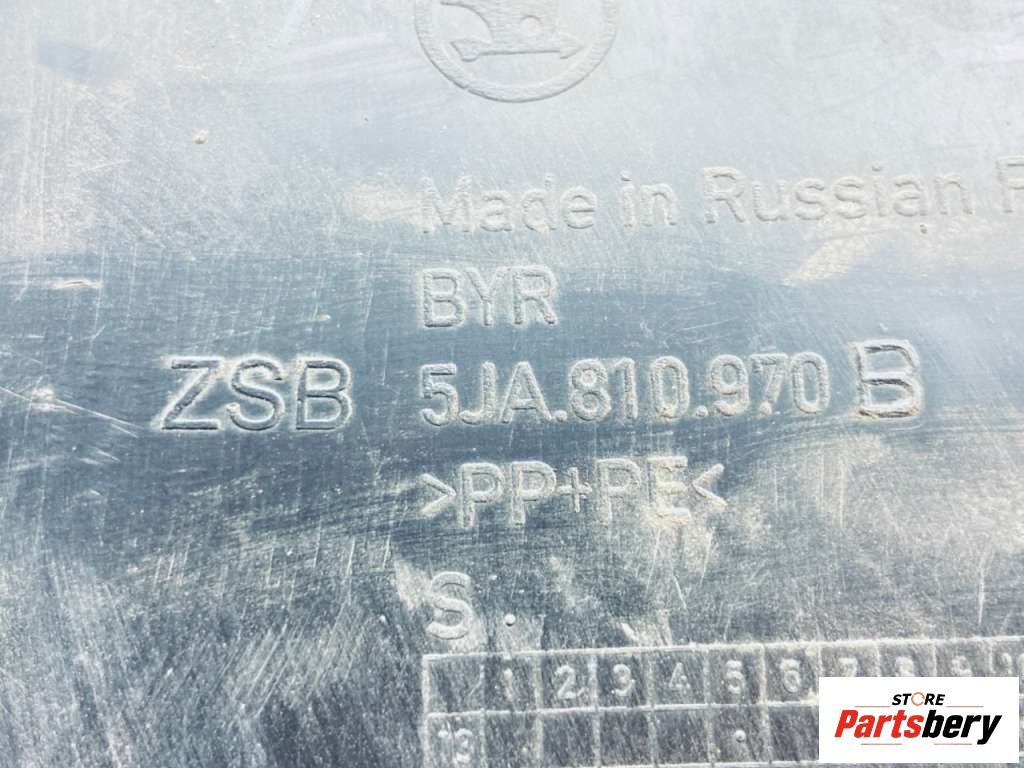 Made in Russian F
BYR
ZSB 5JA.810.970 B
>PP+PE<
S
1 2 3 4 5 6 7 8 9
13
STORE
Partsbery